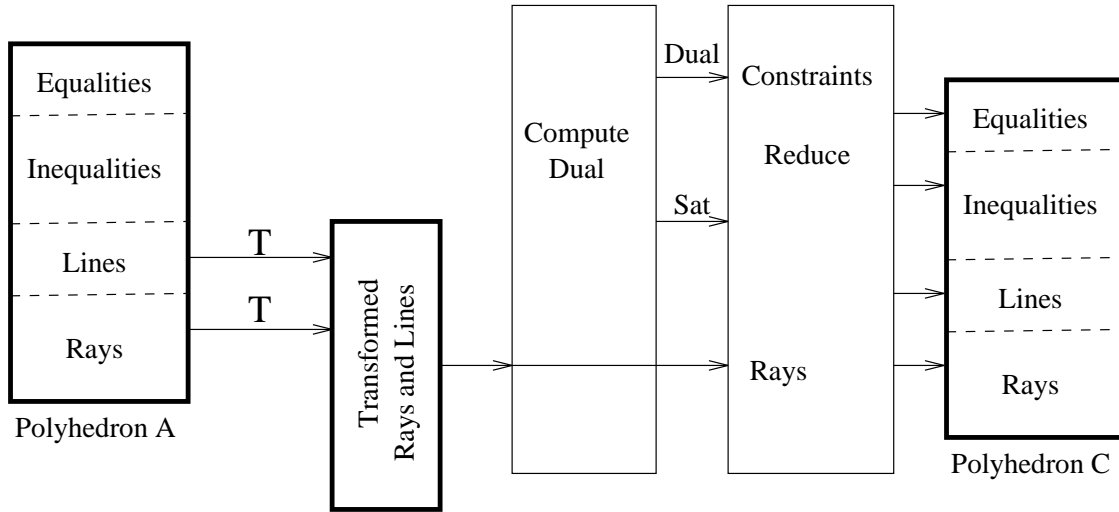 Equalities
Inequalities
Lines
Rays
Polyhedron A
T
T
Transformed
Rays and Lines
Compute
Dual
Dual
Sat
Constraints
Reduce
Rays
Equalities
Inequalities
Lines
Rays
Polyhedron C